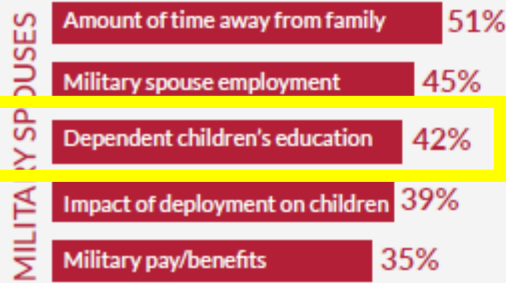 MILITARY SPOUSES
Amount of time away from family 51%
Military spouse employment 45%
Dependent children's education 42%
Impact of deployment on children 39%
Military pay/benefits 35%